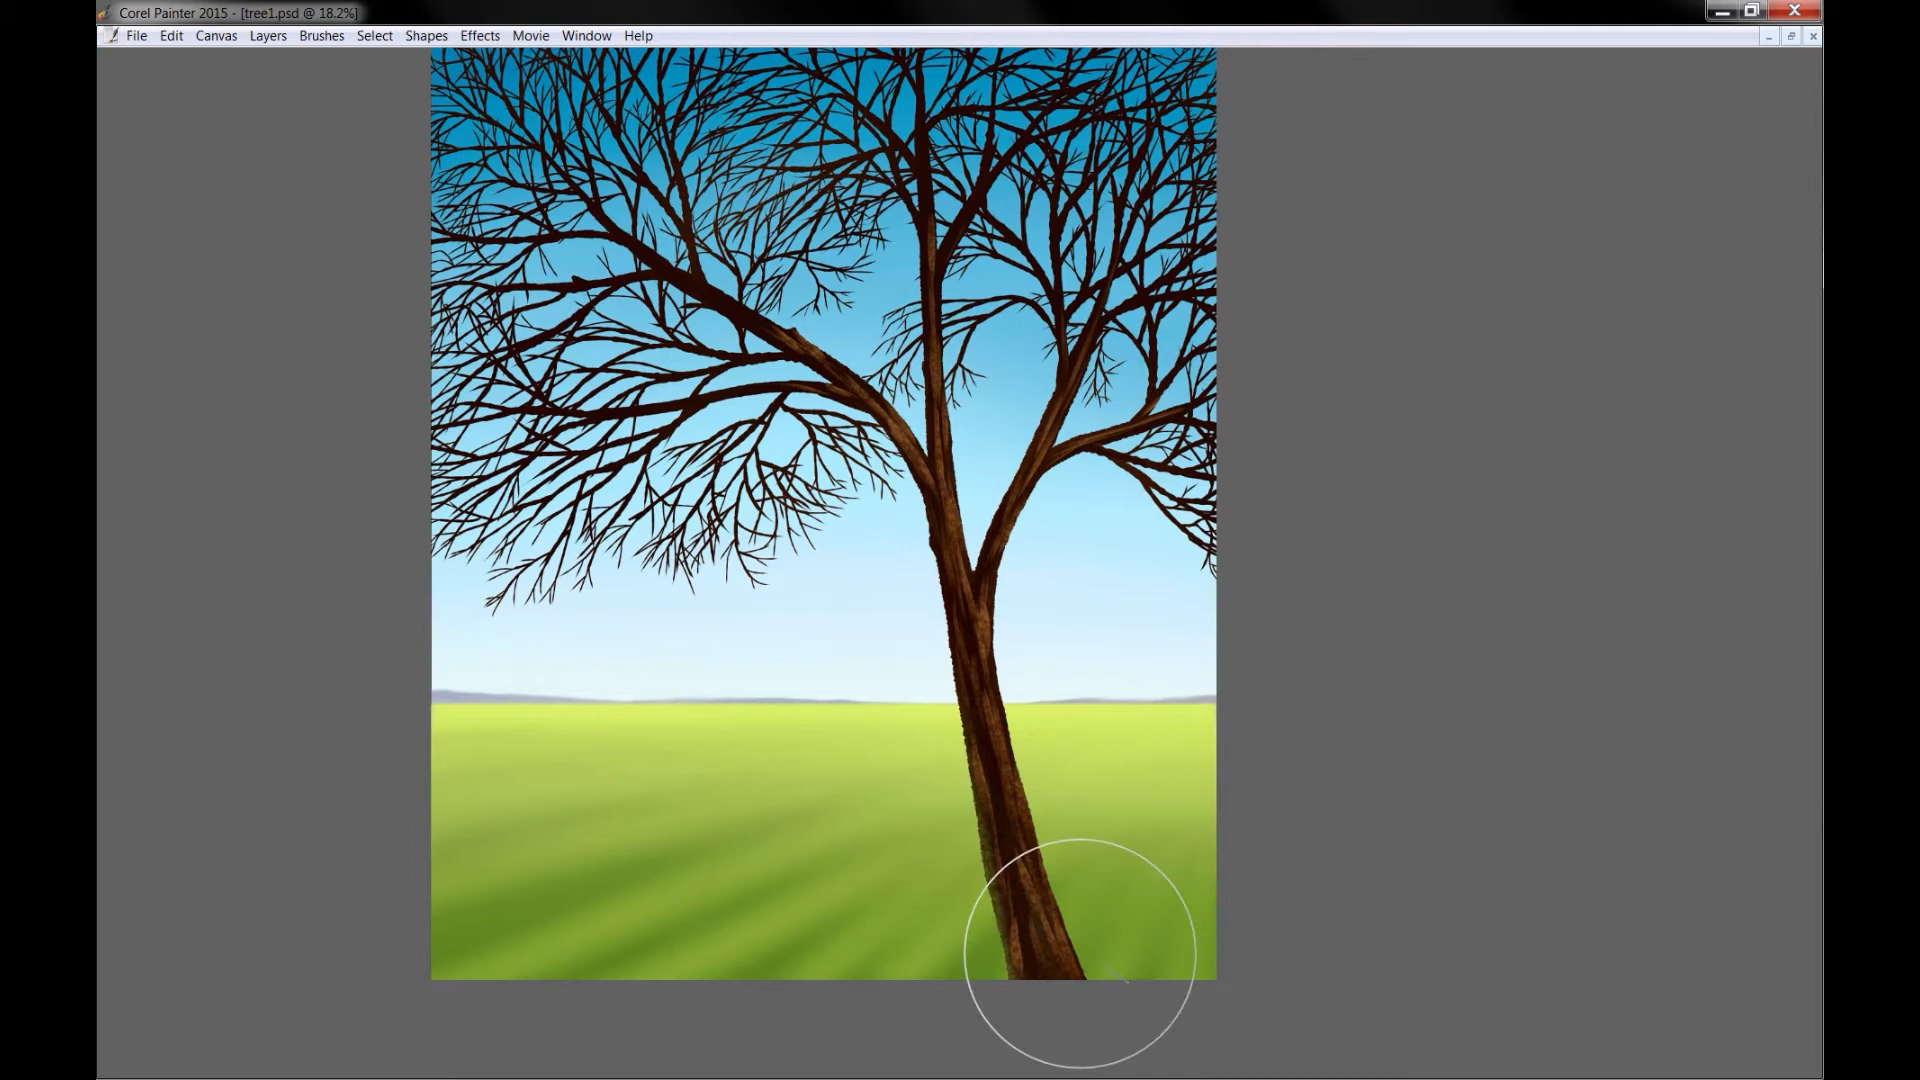 Corel Painter 2015 - [tree1.psd @ 18.2%]
File Edit Canvas Layers Brushes Select Shapes Effects Movie Window Help